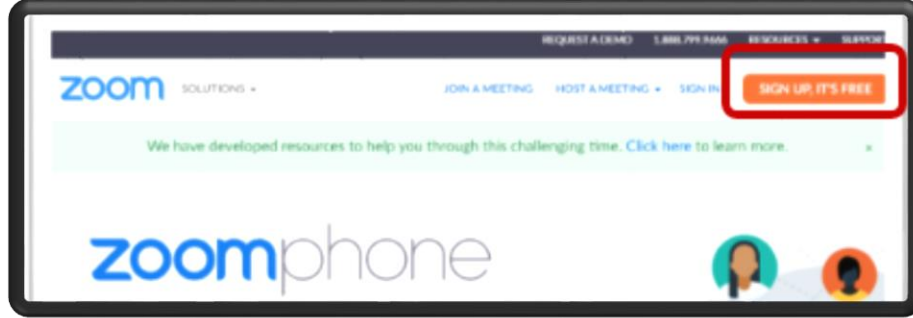 REQUEST A DEMO 1.888.799.9666 RESOURCES SUPPORT
zoom SOLUTIONS JOIN A MEETING HOST A MEETING SIGN IN SIGN UP, IT'S FREE
We have developed resources to help you through this challenging time. Click here to learn more. ×
zoomphone